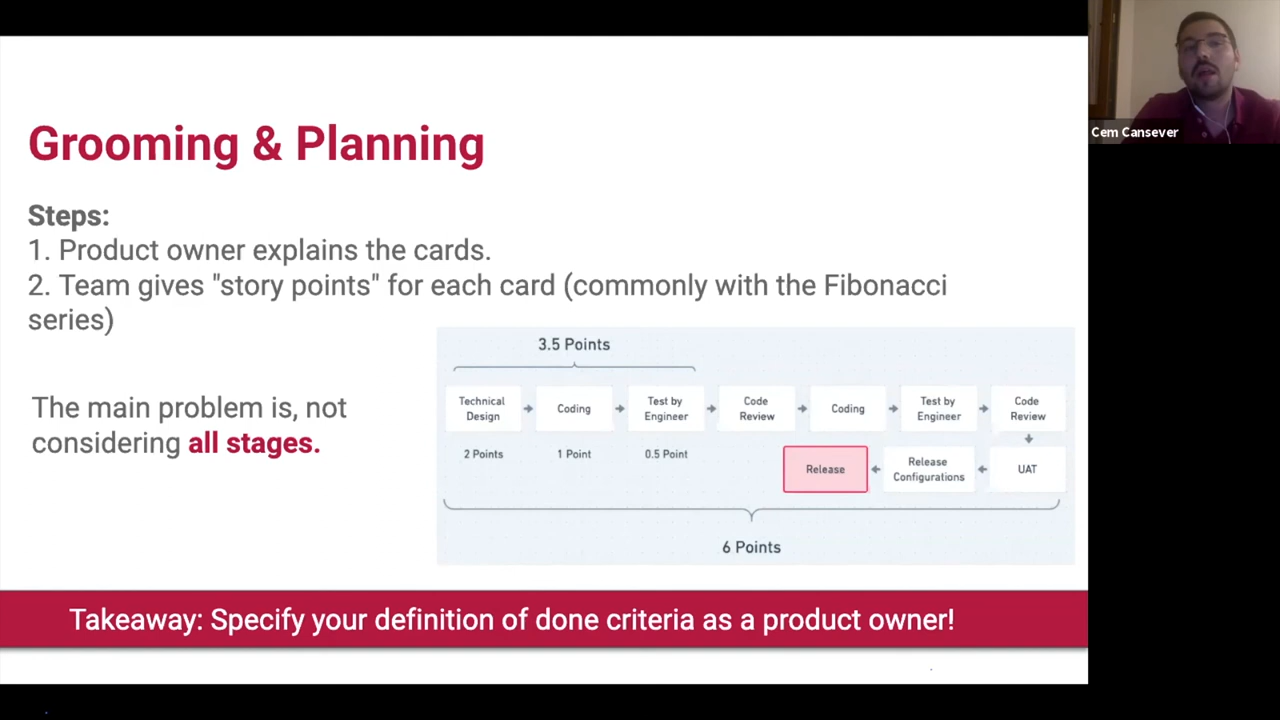 Grooming & Planning
Cem Cansever
Steps:
1. Product owner explains the cards.
2. Team gives "story points" for each card (commonly with the Fibonacci
series)
The main problem is, not
considering all stages.
3.5 Points
Technical
Design
Coding
Test by
Engineer
Code
Review
Coding
Test by
Engineer
Code
Review
2 Points
1 Point
0.5 Point
Release
Release
Configurations
UAT
6 Points
Takeaway: Specify your definition of done criteria as a product owner!